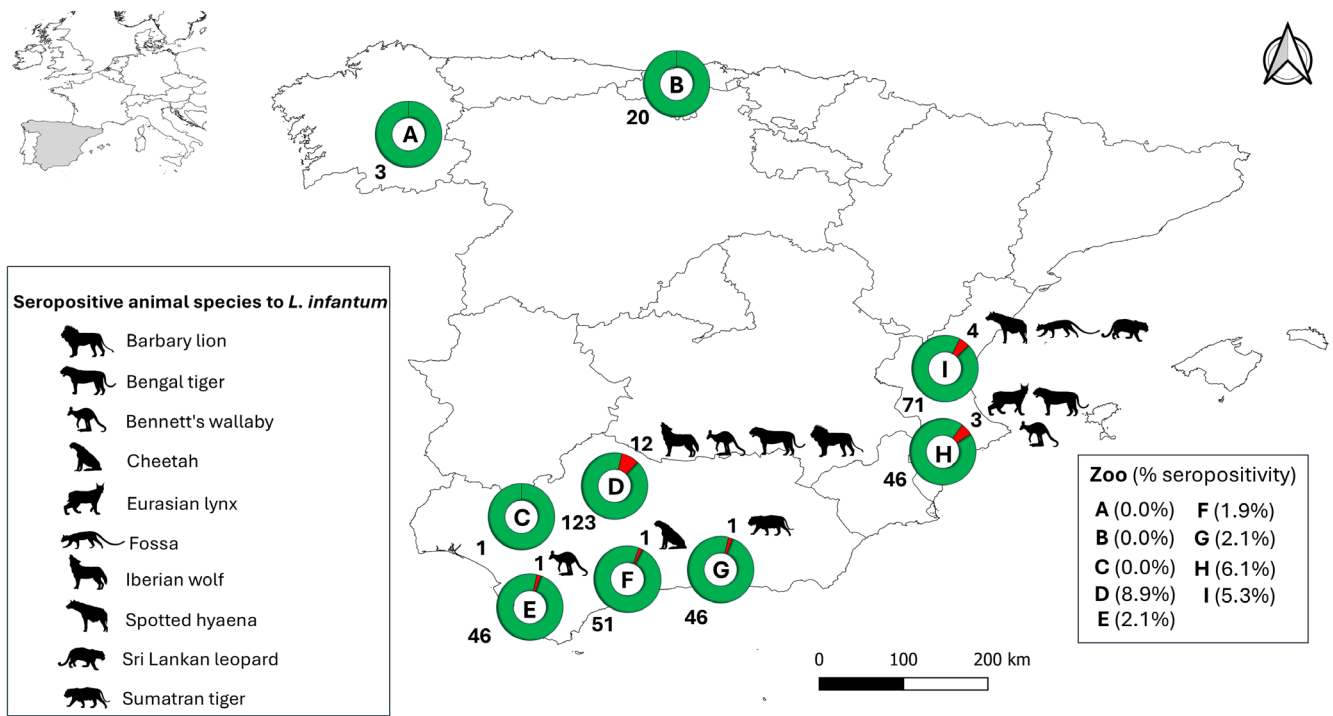 B
20
A
3
Seropositive animal species to L. infantum
Barbary lion
Bengal tiger
Bennett's wallaby
Cheetah
Eurasian lynx
Fossa
Iberian wolf
Spotted hyaena
Sri Lankan leopard
Sumatran tiger
4
I
71
3
H
46
12
D
123
C
1
1
E
46
1
F
51
1
G
46
Zoo (% seropositivity)
A (0.0%) F (1.9%)
B (0.0%) G (2.1%)
C (0.0%) H (6.1%)
D (8.9%) I (5.3%)
E (2.1%)
0 100 200 km